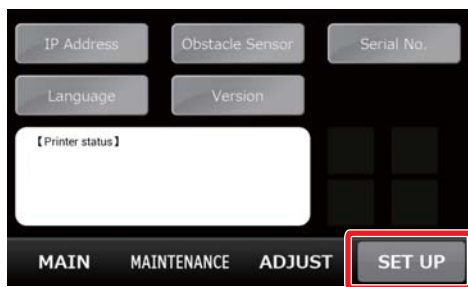 IP Address Obstacle Sensor Serial No.
Language Version
【Printer status】
MAIN MAINTENANCE ADJUST SET UP